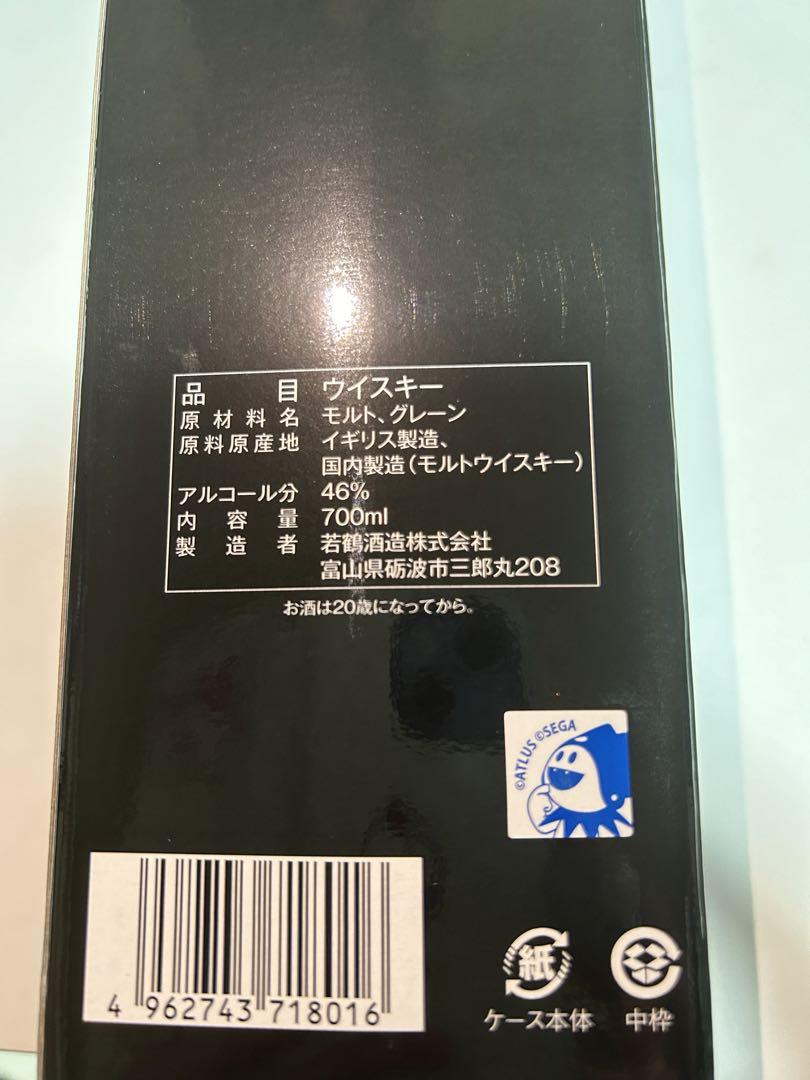 品目 ウイスキー
原材料名 モルト、グレーン
原料原産地 イギリス製造、
国内製造(モルトウイスキー)
アルコール分 46%
内容量 700ml
製造者 若鶴酒造株式会社
富山県砺波市三郎丸208
お酒は20歳になってから。
©ATLUS ©SEGA
4 962743 718016
紙
ケース本体 中枠